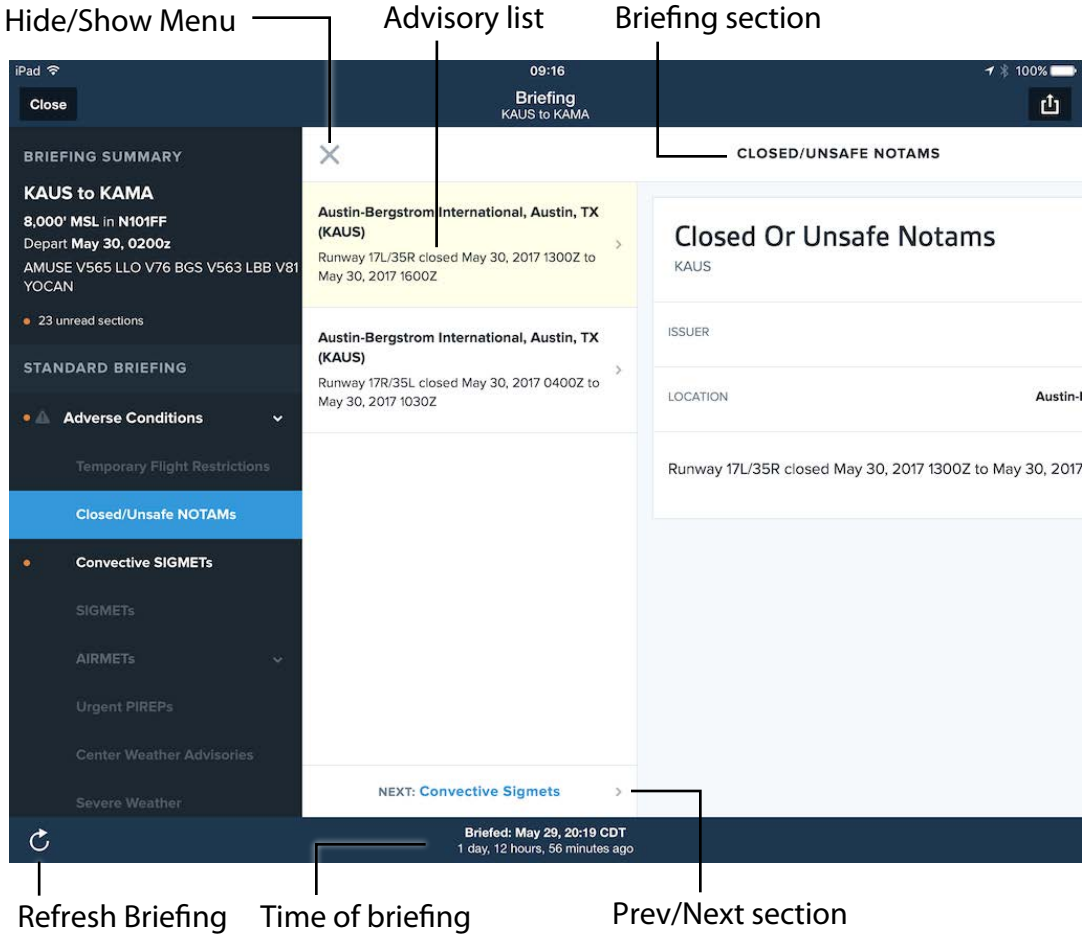 Hide/Show Menu
Advisory list
Briefing section
iPad
09:16
100%
Close
Briefing
KAUS to KAMA
BRIEFING SUMMARY
KAUS to KAMA
8,000' MSL in N101FF
Depart May 30, 0200z
AMUSE V565 LLO V76 BGS V563 LBB V81
YOCAN
23 unread sections
STANDARD BRIEFING
Adverse Conditions
Temporary Flight Restrictions
Closed/Unsafe NOTAMs
Convective SIGMETs
SIGMETs
AIRMETs
Urgent PIREPs
Center Weather Advisories
Severe Weather
Austin-Bergstrom International, Austin, TX
(KAUS)
Runway 17L/35R closed May 30, 2017 1300Z to
May 30, 2017 1600Z
Austin-Bergstrom International, Austin, TX
(KAUS)
Runway 17R/35L closed May 30, 2017 0400Z to
May 30, 2017 1030Z
NEXT: Convective Sigmets
CLOSED/UNSAFE NOTAMS
Closed Or Unsafe Notams
KAUS
ISSUER
LOCATION
Austin-
Runway 17L/35R closed May 30, 2017 1300Z to May 30, 2017
Briefed: May 29, 20:19 CDT
1 day, 12 hours, 56 minutes ago
Refresh Briefing
Time of briefing
Prev/Next section